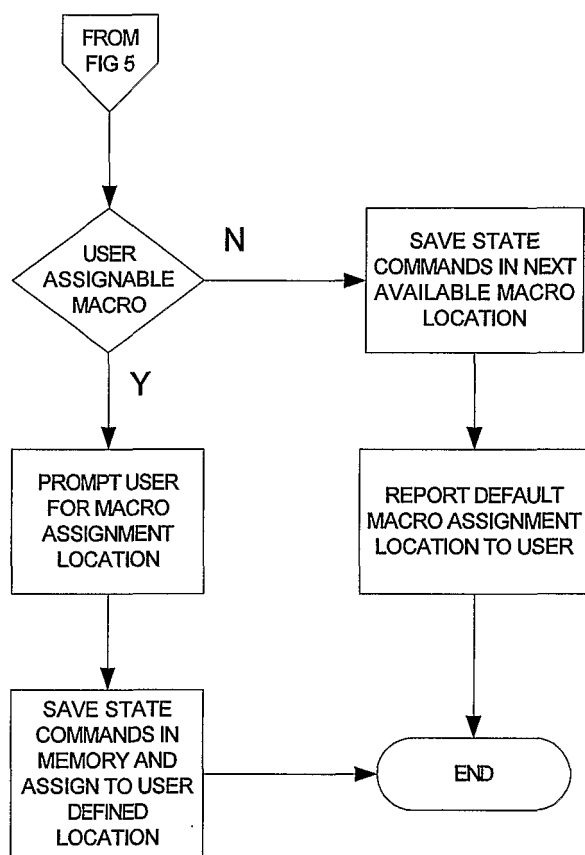 FROM
FIG 5
USER
ASSIGNABLE
MACRO
N
SAVE STATE
COMMANDS IN NEXT
AVAILABLE MACRO
LOCATION
Y
PROMPT USER
FOR MACRO
ASSIGNMENT
LOCATION
REPORT DEFAULT
MACRO ASSIGNMENT
LOCATION TO USER
SAVE STATE
COMMANDS IN
MEMORY AND
ASSIGN TO USER
DEFINED
LOCATION
END